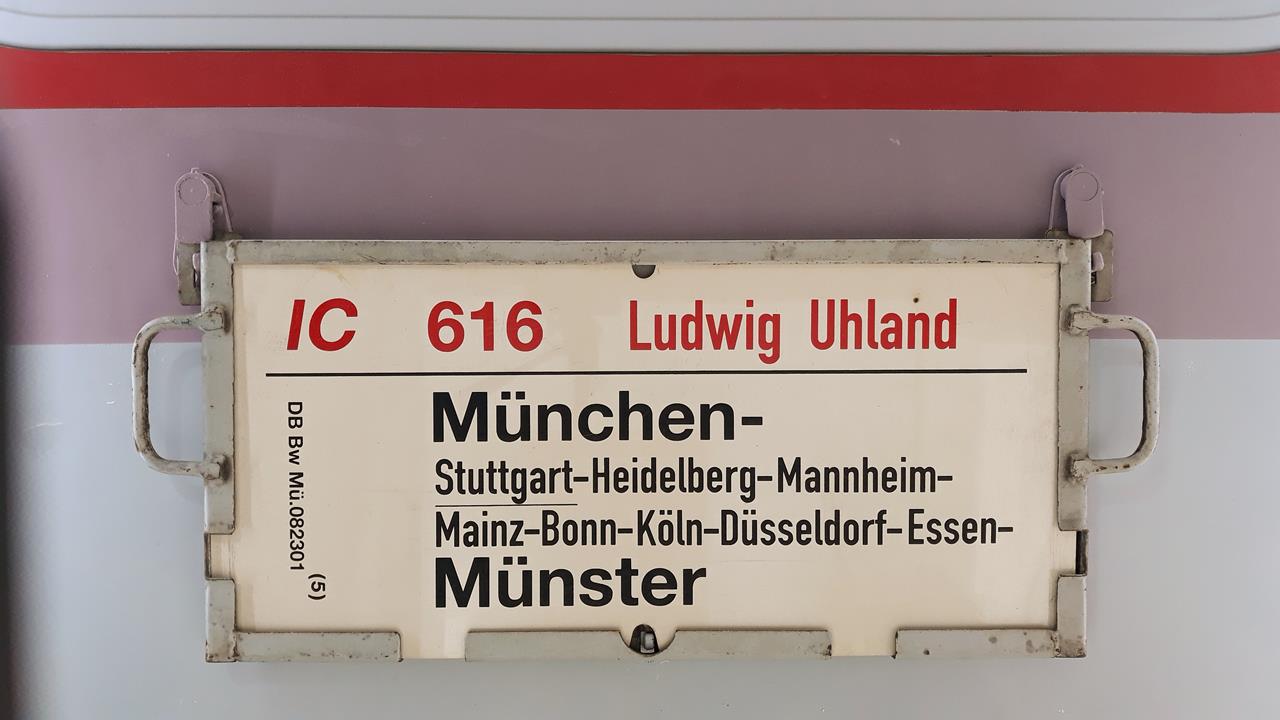 IC 616 Ludwig Uhland
München-
Stuttgart-Heidelberg-Mannheim-
Mainz-Bonn-Köln-Düsseldorf-Essen-
Münster
DB Bw Mü.082301
(5)